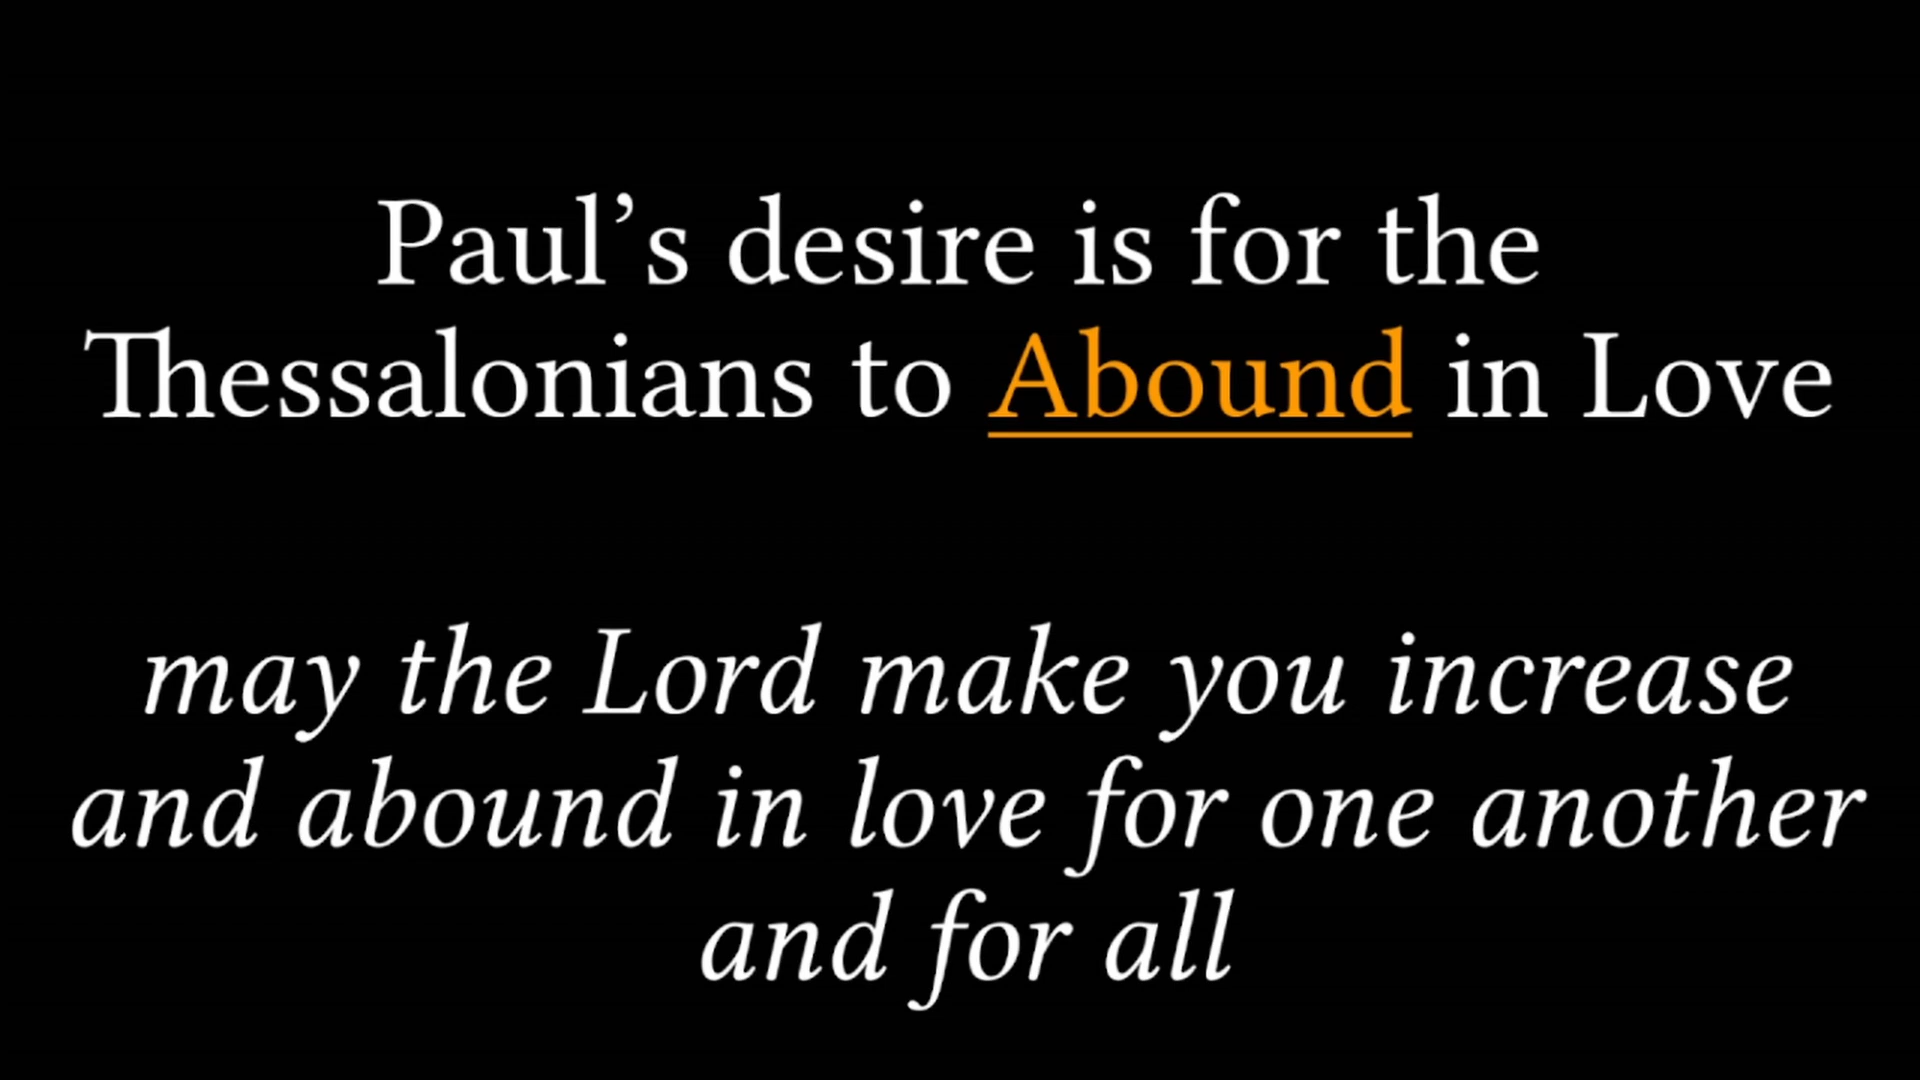 Paul’s desire is for the
Thessalonians to Abound in Love
may the Lord make you increase
and abound in love for one another
and for all